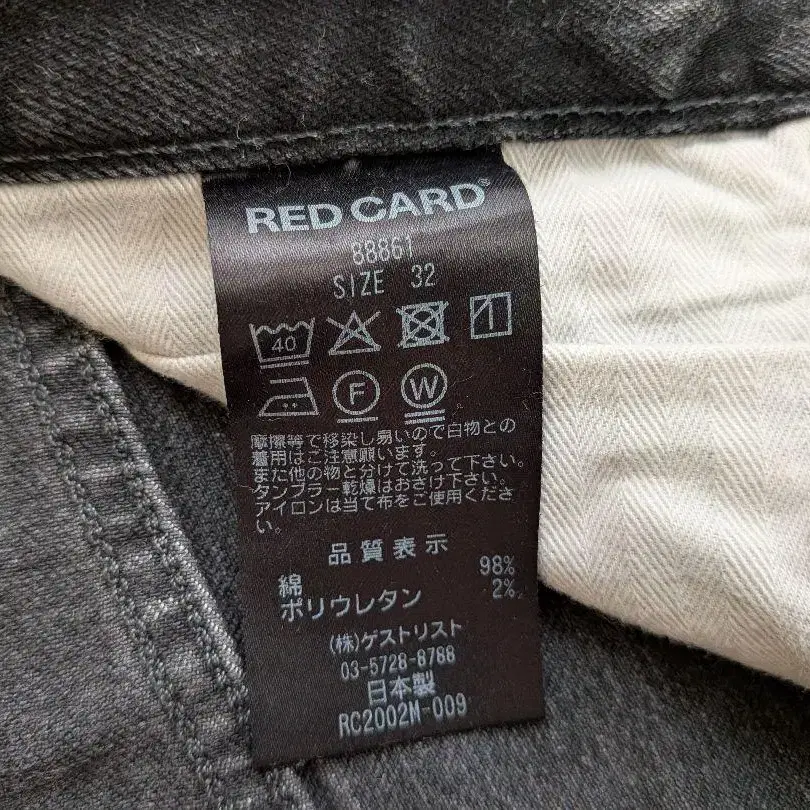 RED CARD®
88861
SIZE 32
40
F W
摩擦等で移染し易いので白物との
着用はご注意願います。
また他の物と分けて洗って下さい。
タンブラー乾燥はおさけ下さい。
アイロンは当て布をご使用くださ
い。
品質表示
綿 98%
ポリウレタン 2%
(株)ゲストリスト
03-5728-8788
日本製
RC2002M-009